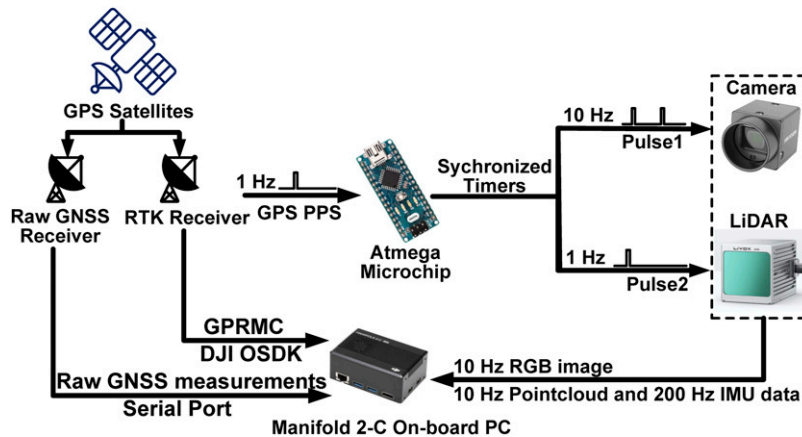 GPS Satellites
Raw GNSS
Receiver
RTK Receiver
1 Hz
GPS PPS
Atmega
Microchip
Sychronized
Timers
10 Hz
Pulse1
1 Hz
Pulse2
Camera
LiDAR
LIVOX
GPRMC
DJI OSDK
Raw GNSS measurements
Serial Port
Manifold 2-C On-board PC
10 Hz RGB image
10 Hz Pointcloud and 200 Hz IMU data